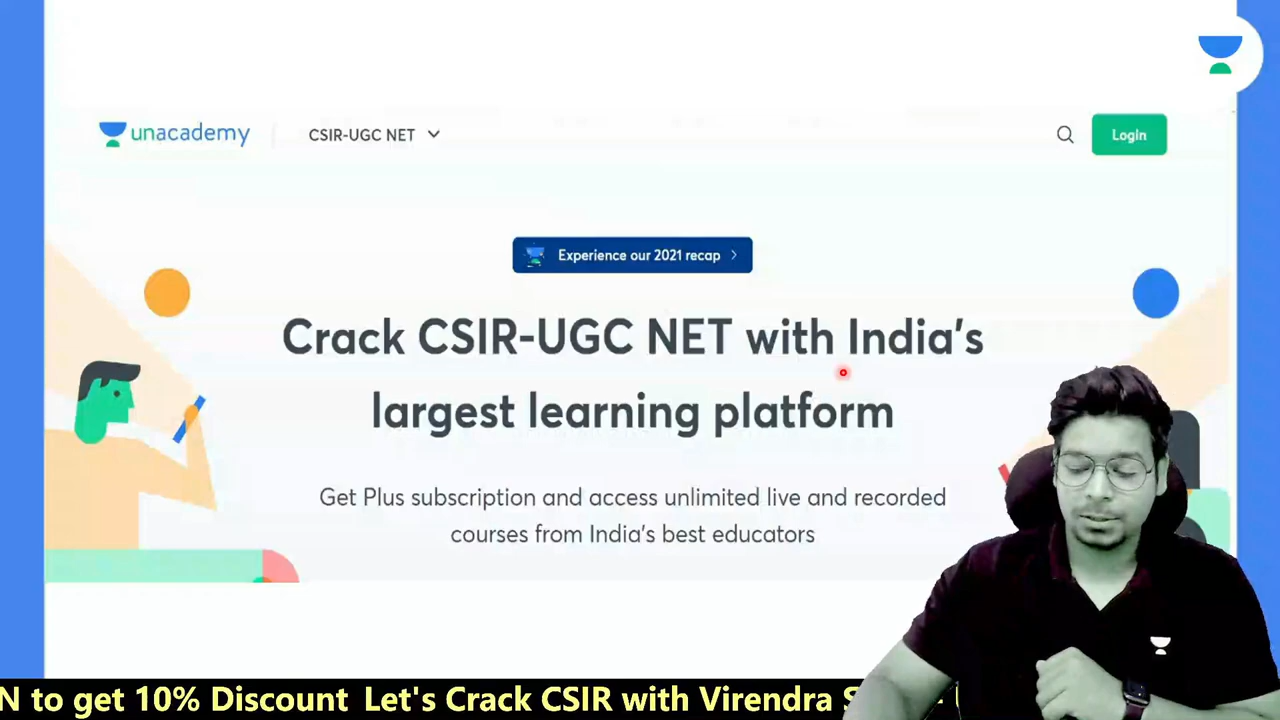 unacademy
CSIR-UGC NET
LogIn
Experience our 2021 recap
Crack CSIR-UGC NET with India's
largest learning platform
Get Plus subscription and access unlimited live and recorded
courses from India's best educators
to get 10% Discount Let's Crack CSIR with Virendra